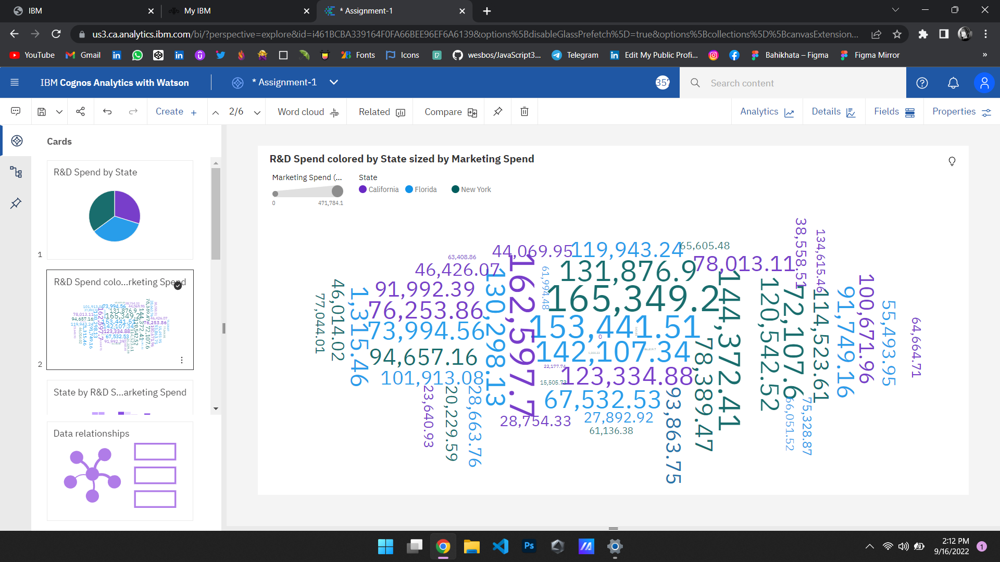 IBM
My IBM
* Assignment-1
us3.ca.analytics.ibm.com/bi/?perspective=explore&id=i461BCBA339164F0FA66BEE96EF6A6139&options%5BdisableGlassPrefetch%5D=true&options%5Bcollections%5D%5BcanvasExtension...
YouTube
Gmail
Fonts
Icons
wesbos/JavaScript3...
Telegram
Edit My Public Profi...
Bahikhata – Figma
Figma Mirror
»
IBM Cognos Analytics with Watson
* Assignment-1
Search content
Create +
2/6
Word cloud
Related
Compare
Analytics
Details
Fields
Properties
Cards
R&D Spend by State
1
R&D Spend colo...rketing Spend
2
State by R&D S...arketing Spend
Data relationships
R&D Spend colored by State sized by Marketing Spend
Marketing Spend (...
0
471,784.1
State
California
Florida
New York
38,558.51
134,615.46
44,069.95
119,943.24
65,605.48
63,408.86
46,426.07
131,876.9
78,013.11
61,994.48
91,992.39
165,349.2
76,253.86
153,441.51
73,994.56
0
142,107.34
94,657.16
22,177.74
101,913.08
123,334.88
15,505.73
67,532.53
28,754.33
27,892.92
61,136.38
77,044.01
46,014.02
1,315.46
130,298.13
162,597.7
144,372.41
78,389.47
93,863.75
120,542.52
72,107.6
114,523.61
91,749.16
100,671.96
55,493.95
64,664.71
66,051.52
75,328.87
23,640.93
20,229.59
28,663.76
Ps
2:12 PM
9/16/2022
1